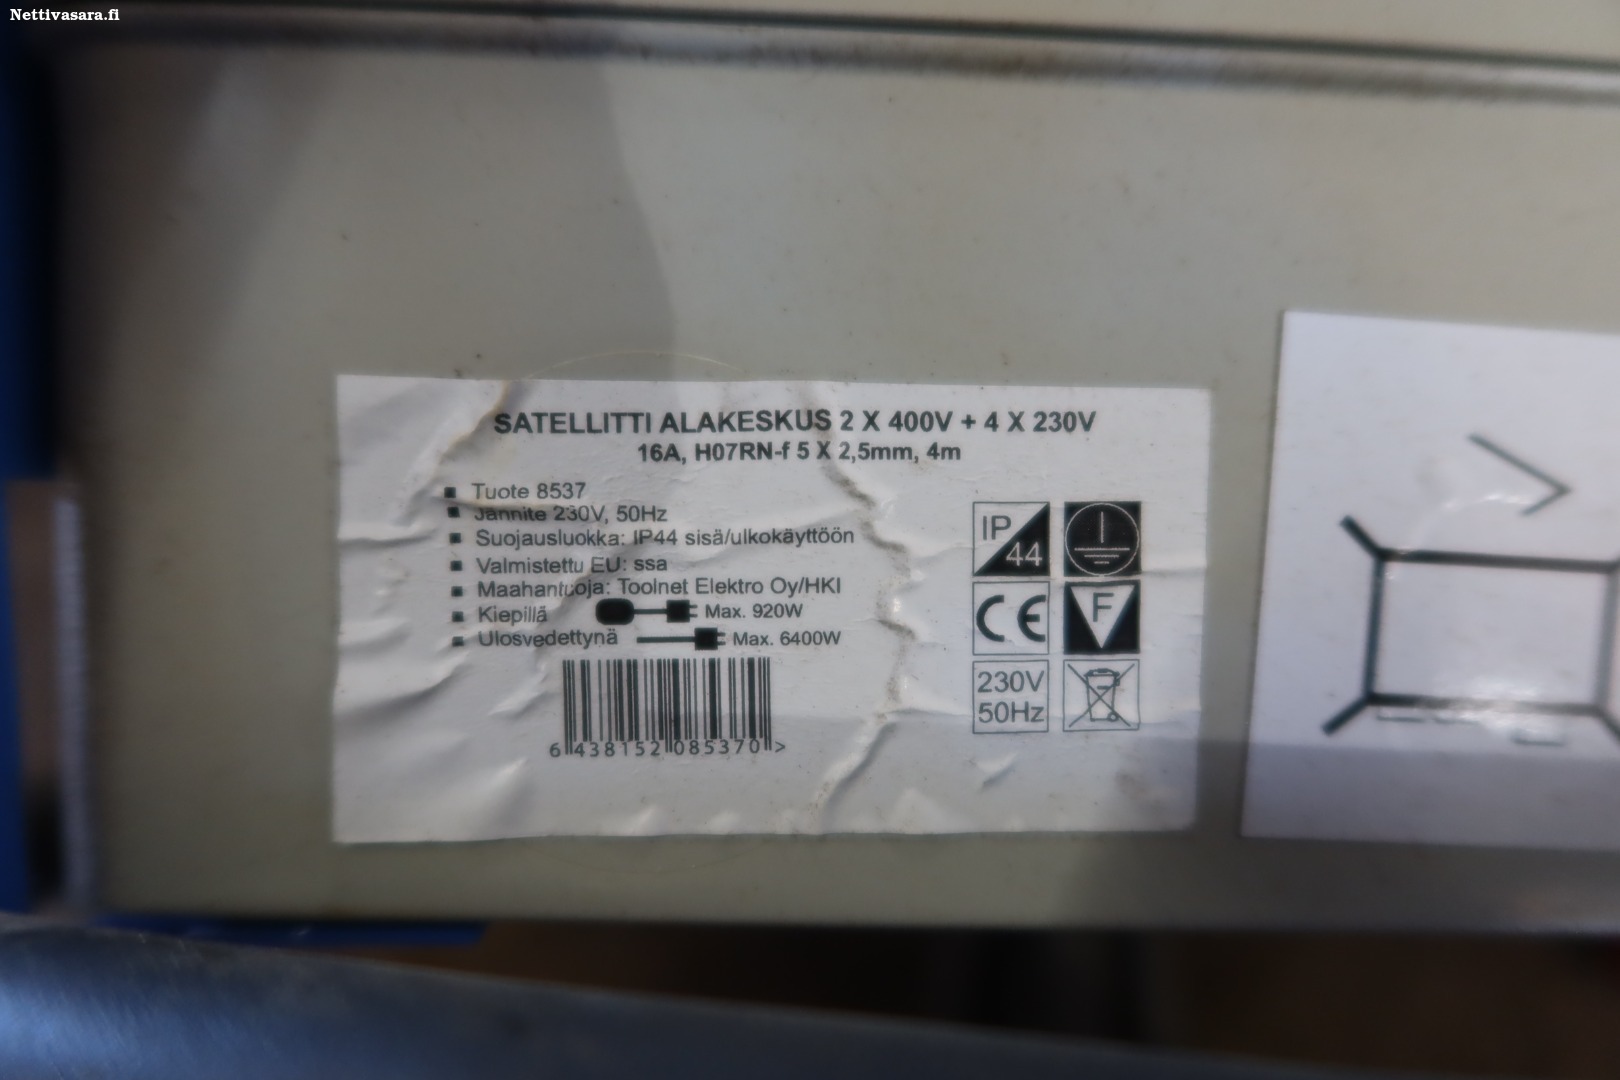 Nettivasara.fi
SATELLITTI ALAKESKUS 2 X 400V + 4 X 230V
16A, H07RN-f 5 X 2,5mm, 4m
Tuote 8537
Jännite 230V, 50Hz
Suojausluokka: IP44 sisä/ulkokäyttöön
Valmistettu EU: ssa
Maahantuoja: Toolnet Elektro Oy/HKI
Kiepillä Max. 920W
Ulosvedettynä Max. 6400W
6 438152 085370 >
IP
44
CE
F
230V
50Hz